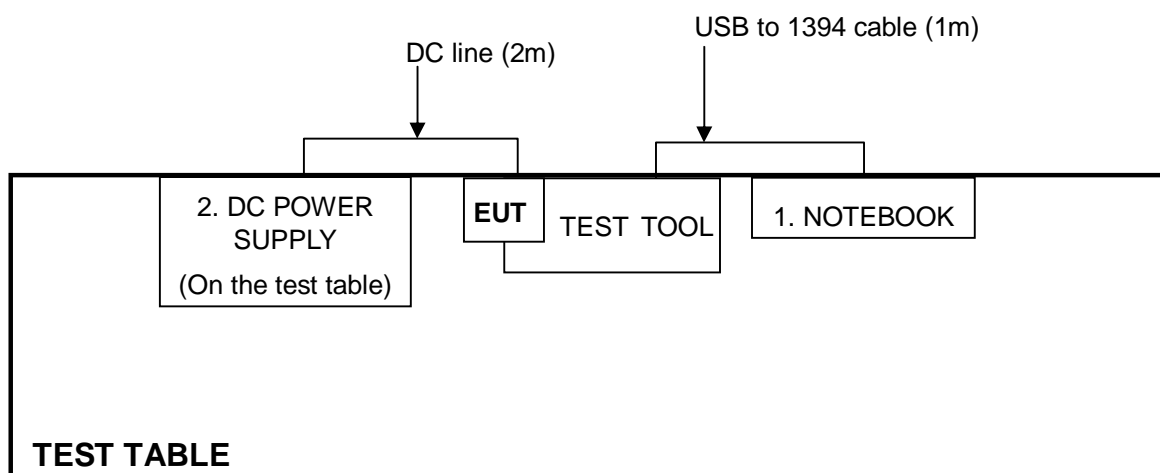 USB to 1394 cable (1m)
DC line (2m)
2. DC POWER
SUPPLY
(On the test table)
EUT
TEST TOOL
1. NOTEBOOK
TEST TABLE